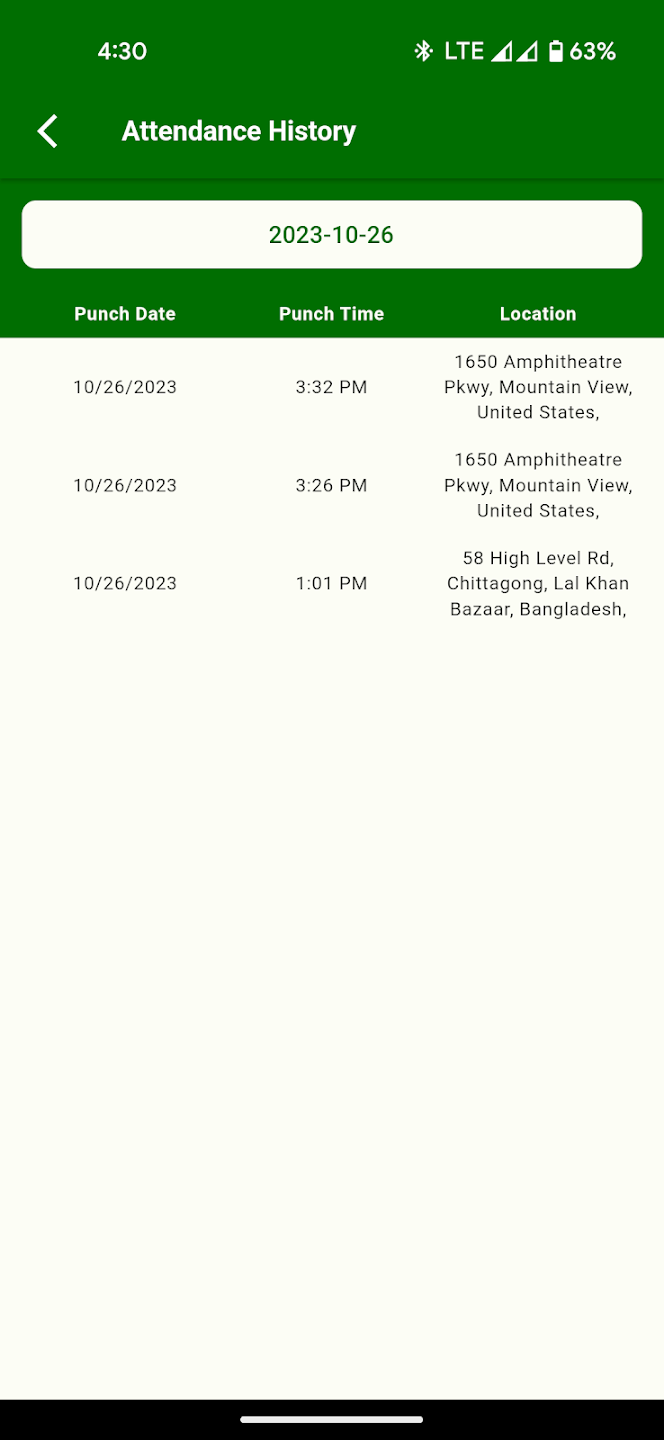 4:30 LTE 63%
Attendance History
2023-10-26
Punch Date Punch Time Location
1650 Amphitheatre
10/26/2023 3:32 PM Pkwy, Mountain View,
United States,
1650 Amphitheatre
10/26/2023 3:26 PM Pkwy, Mountain View,
United States,
58 High Level Rd,
10/26/2023 1:01 PM Chittagong, Lal Khan
Bazaar, Bangladesh,